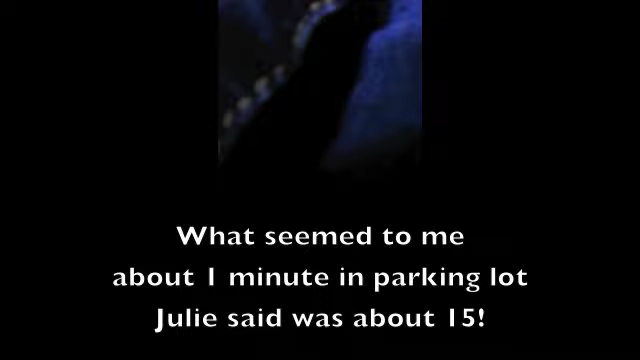 What seemed to me
about 1 minute in parking lot
Julie said was about 15!